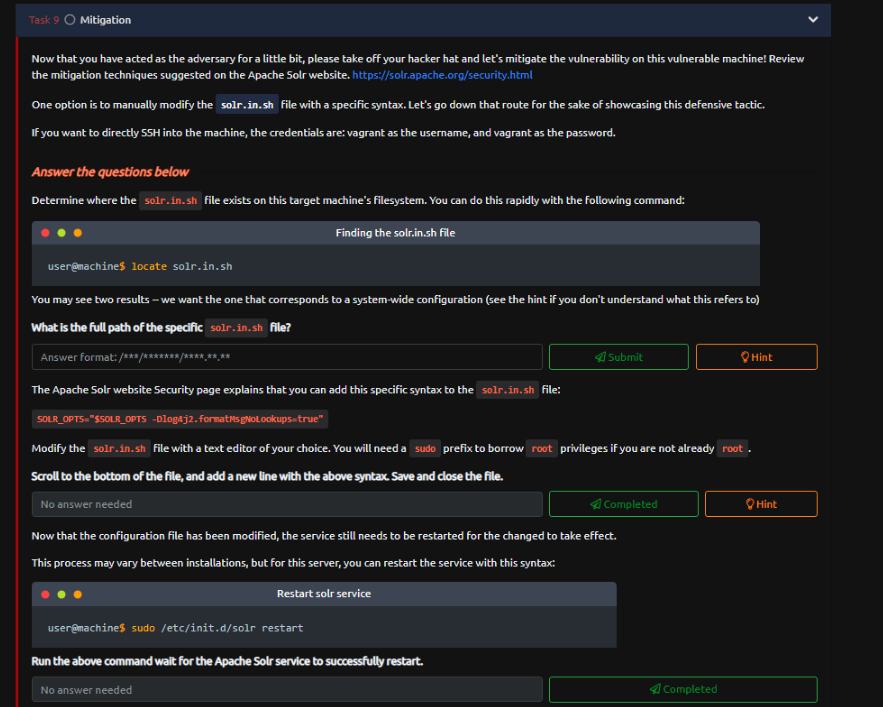 Task 9 Mitigation
Now that you have acted as the adversary for a little bit, please take off your hacker hat and let's mitigate the vulnerability on this vulnerable machine! Review
the mitigation techniques suggested on the Apache Solr website. https://solr.apache.org/security.html
One option is to manually modify the solr.in.sh file with a specific syntax. Let's go down that route for the sake of showcasing this defensive tactic.
If you want to directly SSH into the machine, the credentials are: vagrant as the username, and vagrant as the password.
Answer the questions below
Determine where the solr.in.sh file exists on this target machine's filesystem. You can do this rapidly with the following command:
Finding the solr.in.sh file
user@machine$ locate solr.in.sh
You may see two results -- we want the one that corresponds to a system-wide configuration (see the hint if you don't understand what this refers to)
What is the full path of the specific solr.in.sh file?
Answer format: /***/*******/****.**.** Submit Hint
The Apache Solr website Security page explains that you can add this specific syntax to the solr.in.sh file:
SOLR_OPTS="$SOLR_OPTS -Dlog4j2.formatMsgNoLookups=true"
Modify the solr.in.sh file with a text editor of your choice. You will need a sudo prefix to borrow root privileges if you are not already root .
Scroll to the bottom of the file, and add a new line with the above syntax. Save and close the file.
No answer needed Completed Hint
Now that the configuration file has been modified, the service still needs to be restarted for the changed to take effect.
This process may vary between installations, but for this server, you can restart the service with this syntax:
Restart solr service
user@machine$ sudo /etc/init.d/solr restart
Run the above command wait for the Apache Solr service to successfully restart.
No answer needed Completed